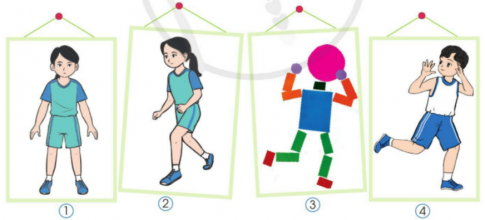 ① ② ③ ④